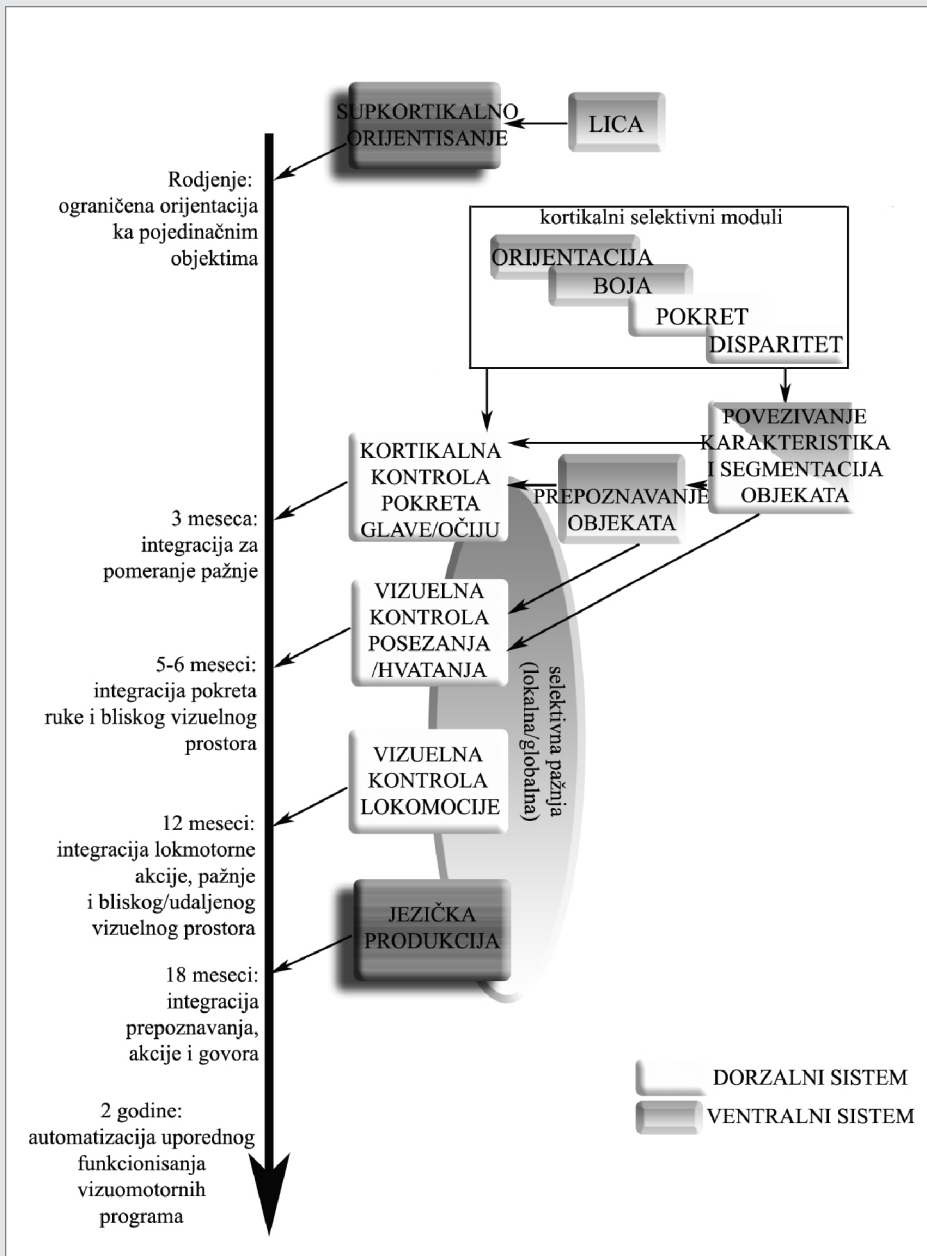 SUPKORTIKALNO
ORIJENTISANJE
LICA
Rodjenje:
ograničena orijentacija
ka pojedinačnim
objektima
kortikalni selektivni moduli
ORIJENTACIJA
BOJA
POKRET
DISPARITET
POVEZIVANJE
KARAKTERISTIKA
I SEGMENTACIJA
OBJEKATA
KORTIKALNA
KONTROLA
POKRETA
GLAVE/OČIJU
PREPOZNAVANJE
OBJEKATA
3 meseca:
integracija za
pomeranje pažnje
VIZUELNA
KONTROLA
POSEZANJA
/HVATANJA
selektivna pažnja
(lokalna/globalna)
5-6 meseci:
integracija pokreta
ruke i bliskog vizuelnog
prostora
VIZUELNA
KONTROLA
LOKOMOCIJE
12 meseci:
integracija lokmotorne
akcije, pažnje
i bliskog/udaljenog
vizuelnog prostora
JEZIČKA
PRODUKCIJA
18 meseci:
integracija
prepoznavanja,
akcije i govora
DORZALNI SISTEM
VENTRALNI SISTEM
2 godine:
automatizacija uporednog
funkcionisanja
vizuomotornih
programa